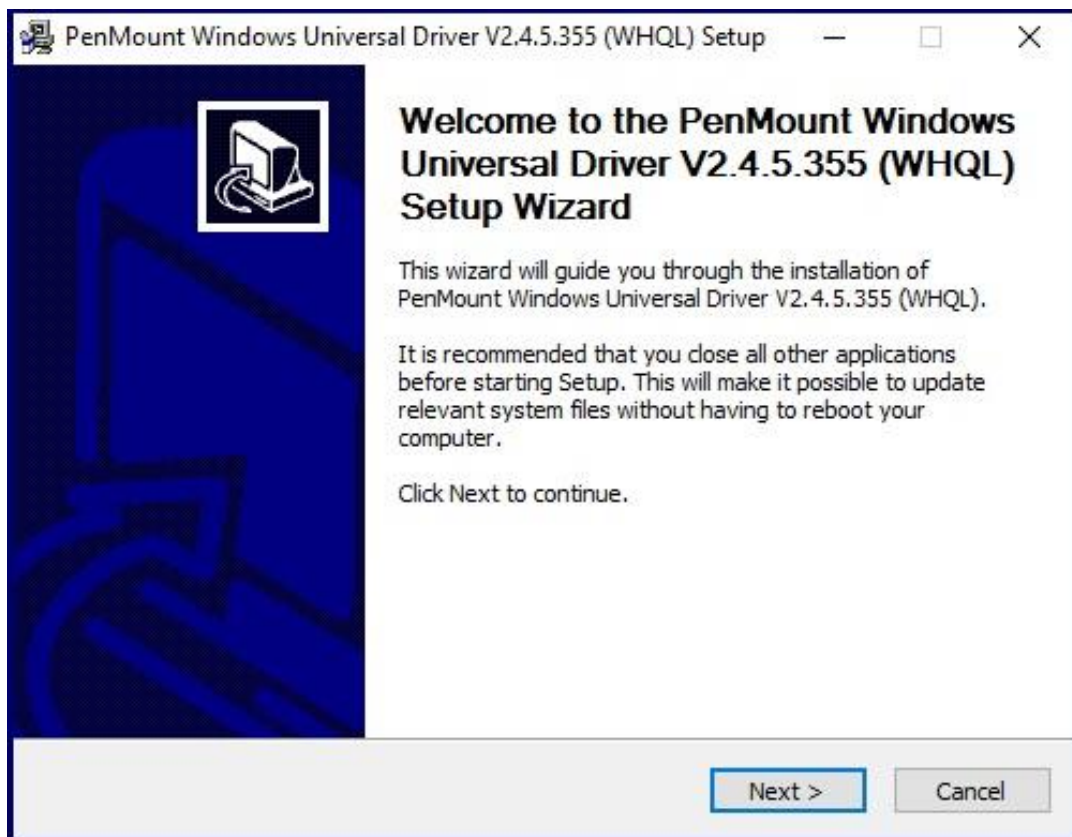 PenMount Windows Universal Driver V2.4.5.355 (WHQL) Setup
Welcome to the PenMount Windows
Universal Driver V2.4.5.355 (WHQL)
Setup Wizard
This wizard will guide you through the installation of
PenMount Windows Universal Driver V2.4.5.355 (WHQL).
It is recommended that you close all other applications
before starting Setup. This will make it possible to update
relevant system files without having to reboot your
computer.
Click Next to continue.
Next >
Cancel